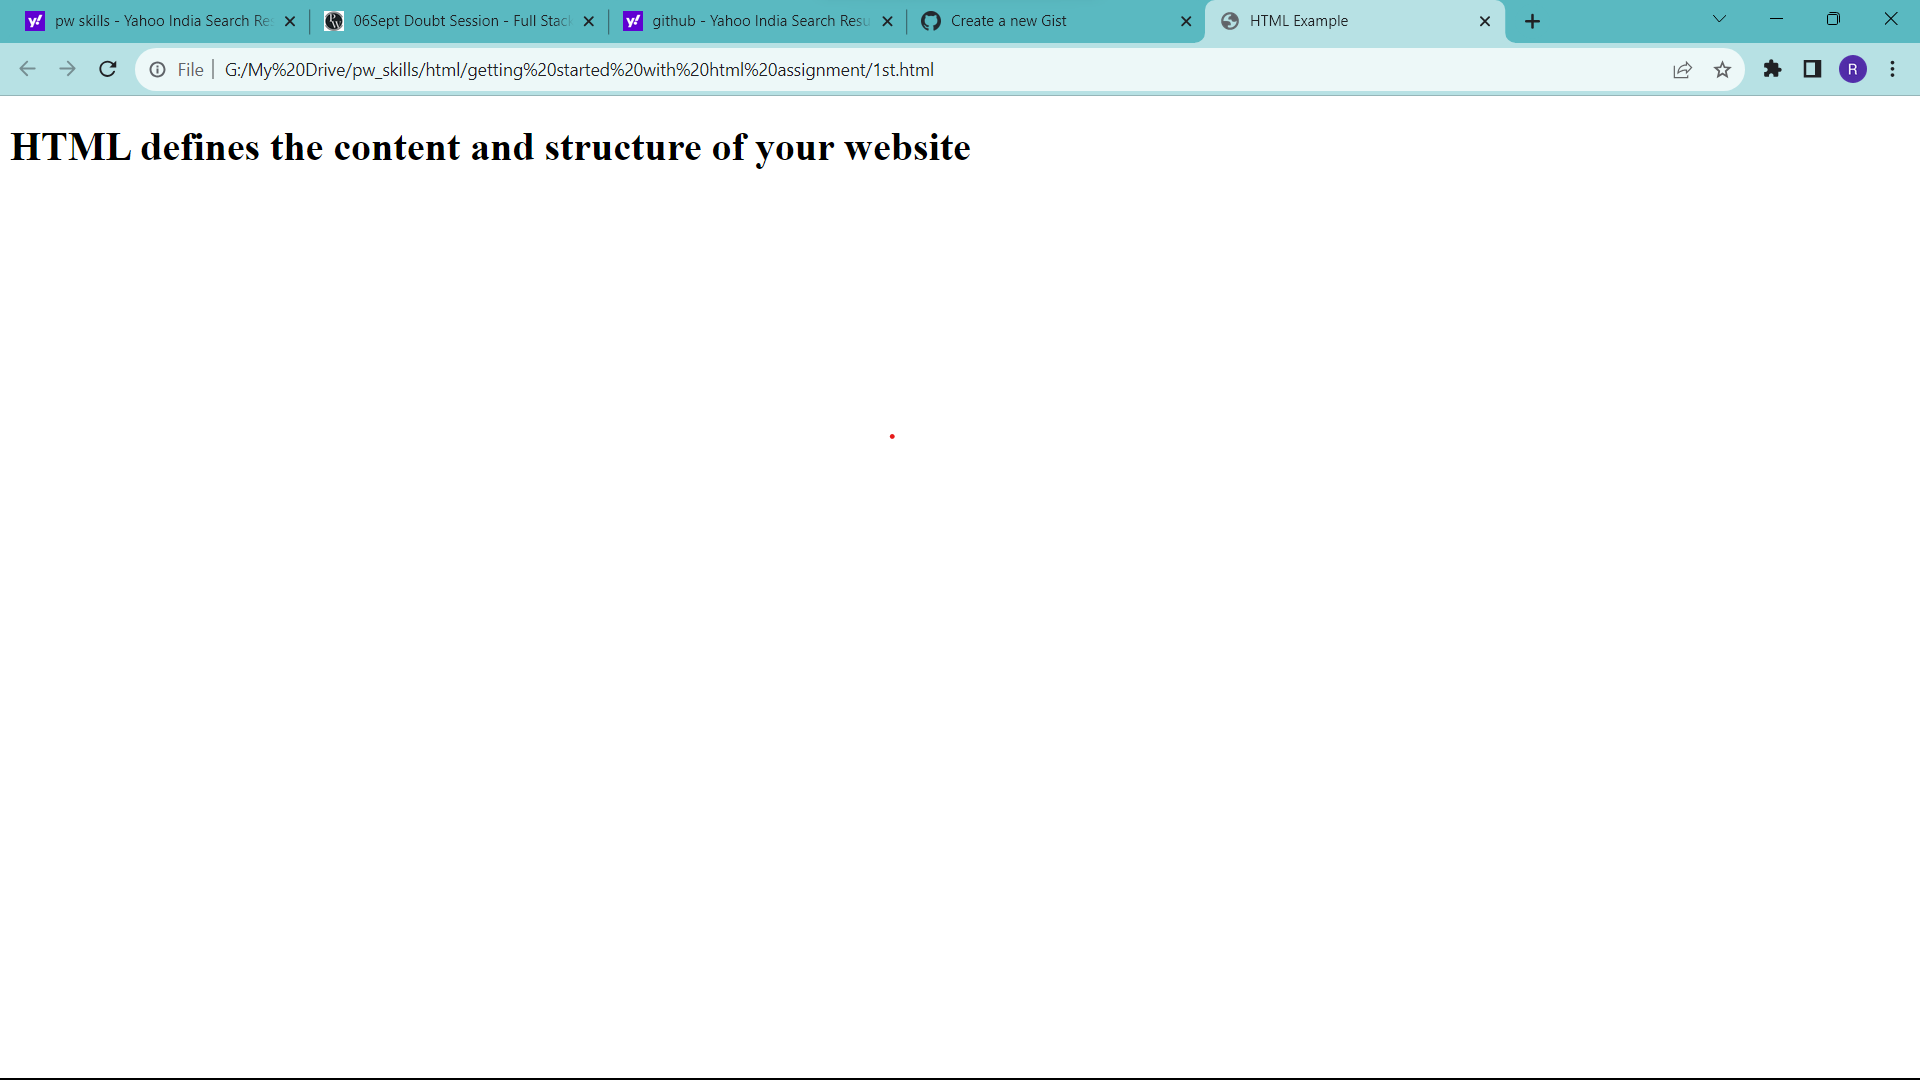 pw skills - Yahoo India Search Res
06Sept Doubt Session - Full Stack
github - Yahoo India Search Resu
Create a new Gist
HTML Example
File
G:/My%20Drive/pw_skills/html/getting%20started%20with%20html%20assignment/1st.html
R
HTML defines the content and structure of your website